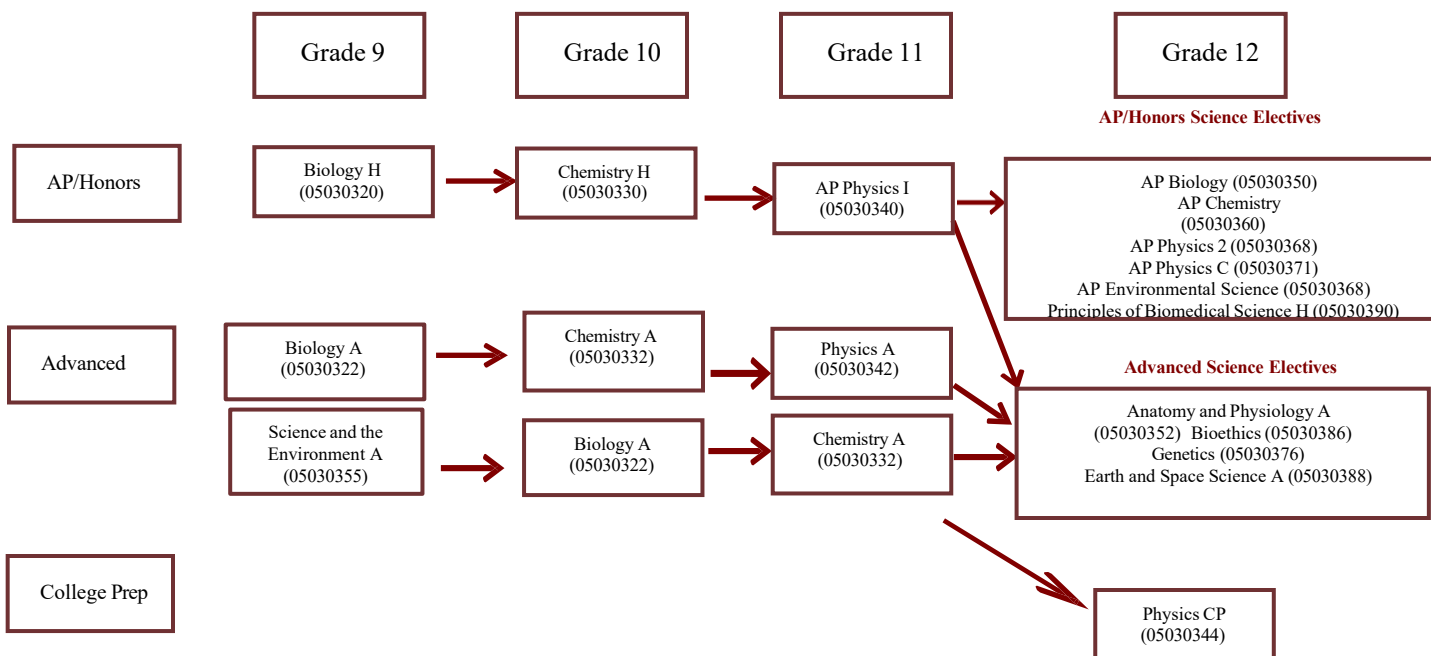 Grade 9
Grade 10
Grade 11
Grade 12
AP/Honors Science Electives
AP/Honors
Biology H
(05030320)
Chemistry H
(05030330)
AP Physics I
(05030340)
AP Biology (05030350)
AP Chemistry
(05030360)
AP Physics 2 (05030368)
AP Physics C (05030371)
AP Environmental Science (05030368)
Principles of Biomedical Science H (05030390)
Advanced
Biology A
(05030322)
Chemistry A
(05030332)
Physics A
(05030342)
Advanced Science Electives
Science and the
Environment A
(05030355)
Biology A
(05030322)
Chemistry A
(05030332)
Anatomy and Physiology A
(05030352) Bioethics (05030386)
Genetics (05030376)
Earth and Space Science A (05030388)
College Prep
Physics CP
(05030344)